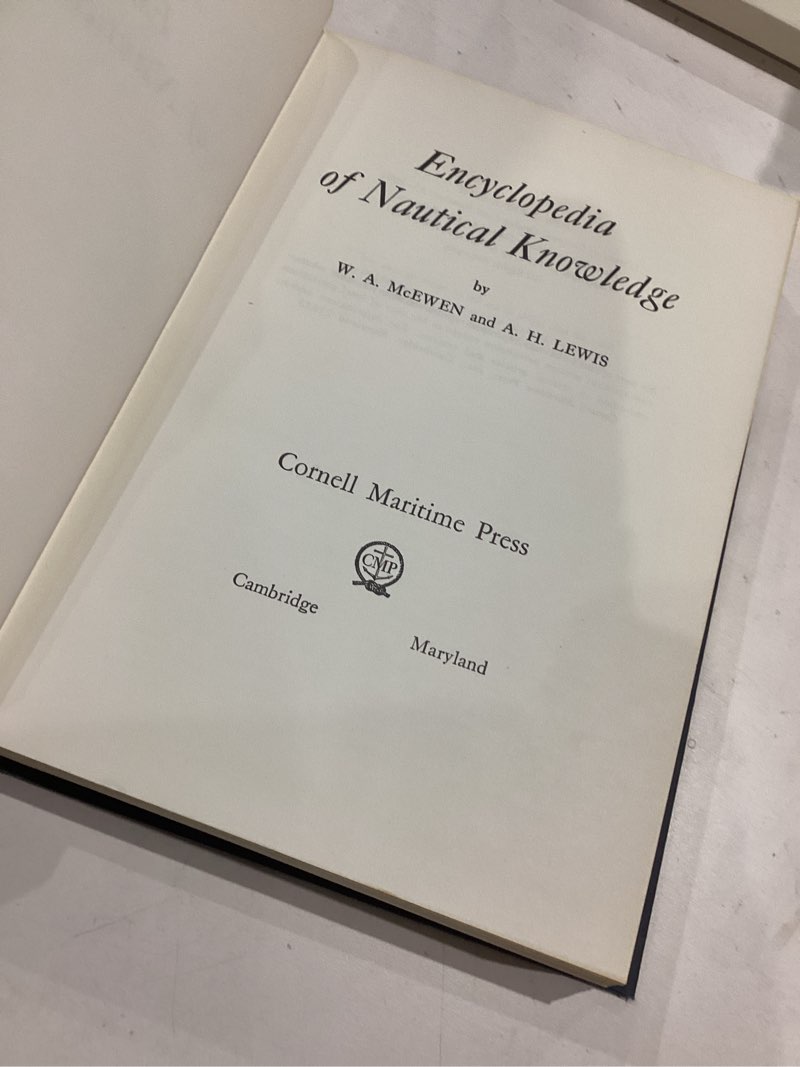 Encyclopedia
of Nautical Knowledge
by
W. A. McEWEN and A. H. LEWIS
Cornell Maritime Press
CMP
Cambridge Maryland